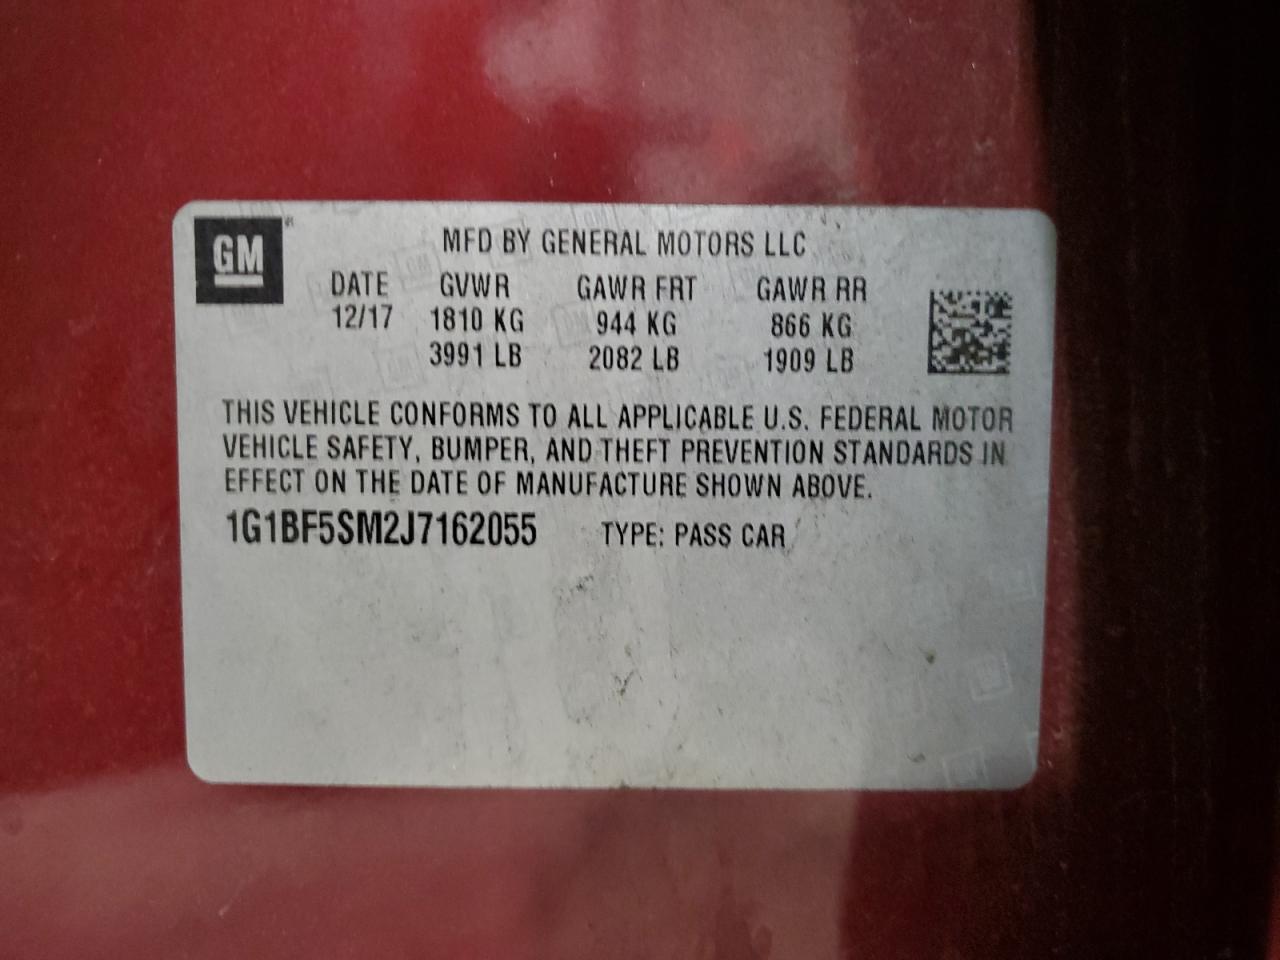 GM
MFD BY GENERAL MOTORS LLC
DATE GVWR GAWR FRT GAWR RR
12/17 1810 KG 944 KG 866 KG
3991 LB 2082 LB 1909 LB
THIS VEHICLE CONFORMS TO ALL APPLICABLE U.S. FEDERAL MOTOR
VEHICLE SAFETY, BUMPER, AND THEFT PREVENTION STANDARDS IN
EFFECT ON THE DATE OF MANUFACTURE SHOWN ABOVE.
1G1BF5SM2J7162055 TYPE: PASS CAR